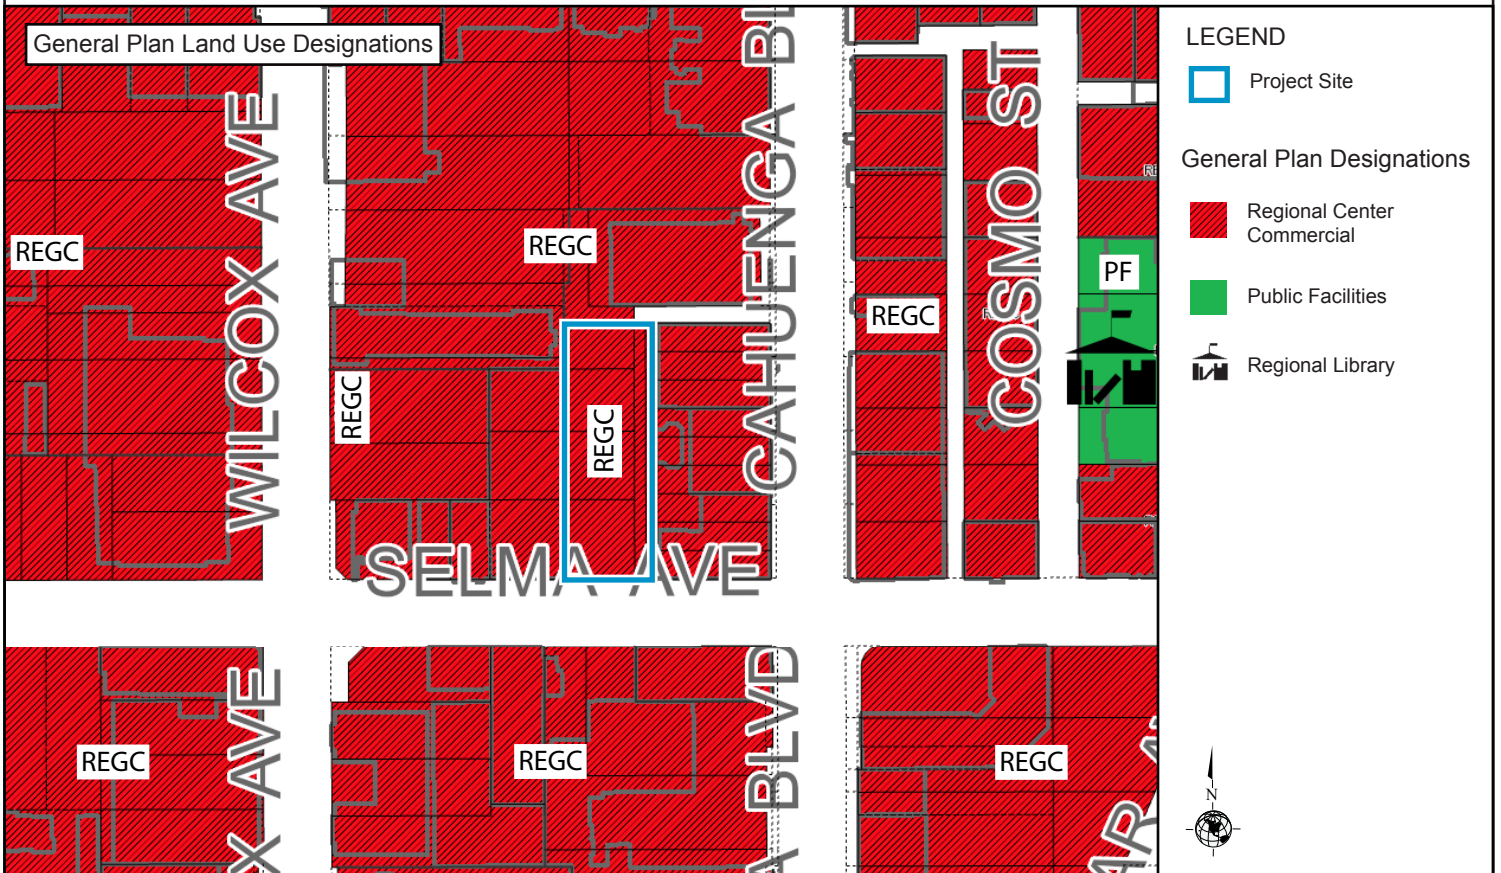 General Plan Land Use Designations
LEGEND
Project Site
General Plan Designations
Regional Center
Commercial
Public Facilities
Regional Library
WILCOX AVE
CAHUENGA BL
COSMO ST
REGC
REGC
REGC
PF
REGC
REGC
SELMA AVE
X AVE
A BLVD
REGC
REGC
REGC
N